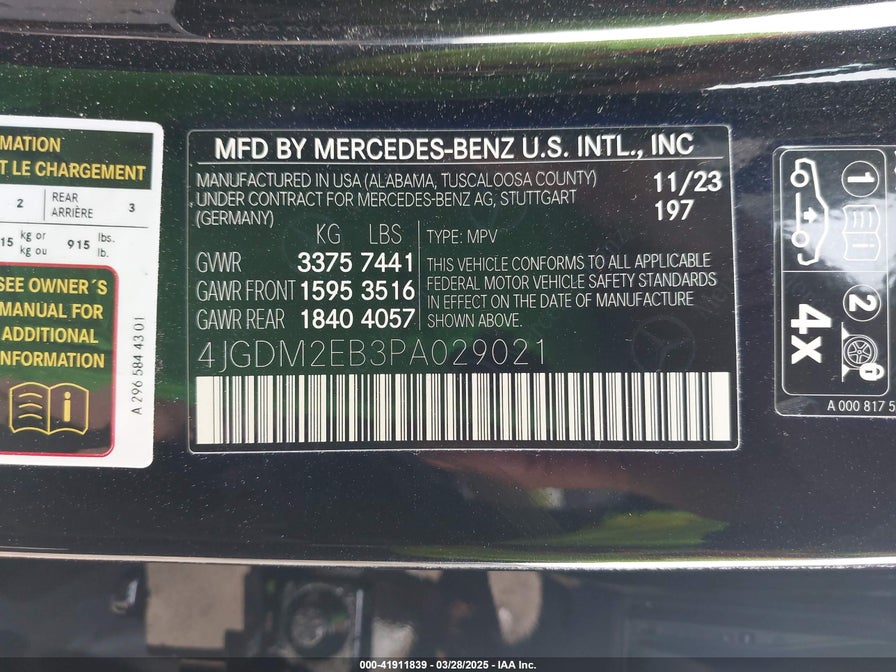 MATION
T LE CHARGEMENT
2 REAR ARRIÈRE 3
15 kg or kg ou 915 lbs. lb.
SEE OWNER'S
MANUAL FOR
ADDITIONAL
INFORMATION
A 296 584 43 01
MFD BY MERCEDES-BENZ U.S. INTL., INC
MANUFACTURED IN USA (ALABAMA, TUSCALOOSA COUNTY) 11/23
UNDER CONTRACT FOR MERCEDES-BENZ AG, STUTTGART 197
(GERMANY)
KG LBS TYPE: MPV
GVWR 3375 7441
GAWR FRONT 1595 3516
GAWR REAR 1840 4057
THIS VEHICLE CONFORMS TO ALL APPLICABLE
FEDERAL MOTOR VEHICLE SAFETY STANDARDS
IN EFFECT ON THE DATE OF MANUFACTURE
SHOWN ABOVE.
4JGDM2EB3PA029021
1
2
4x
A 000 817 5
000-41911839 - 03/28/2025 - IAA Inc.